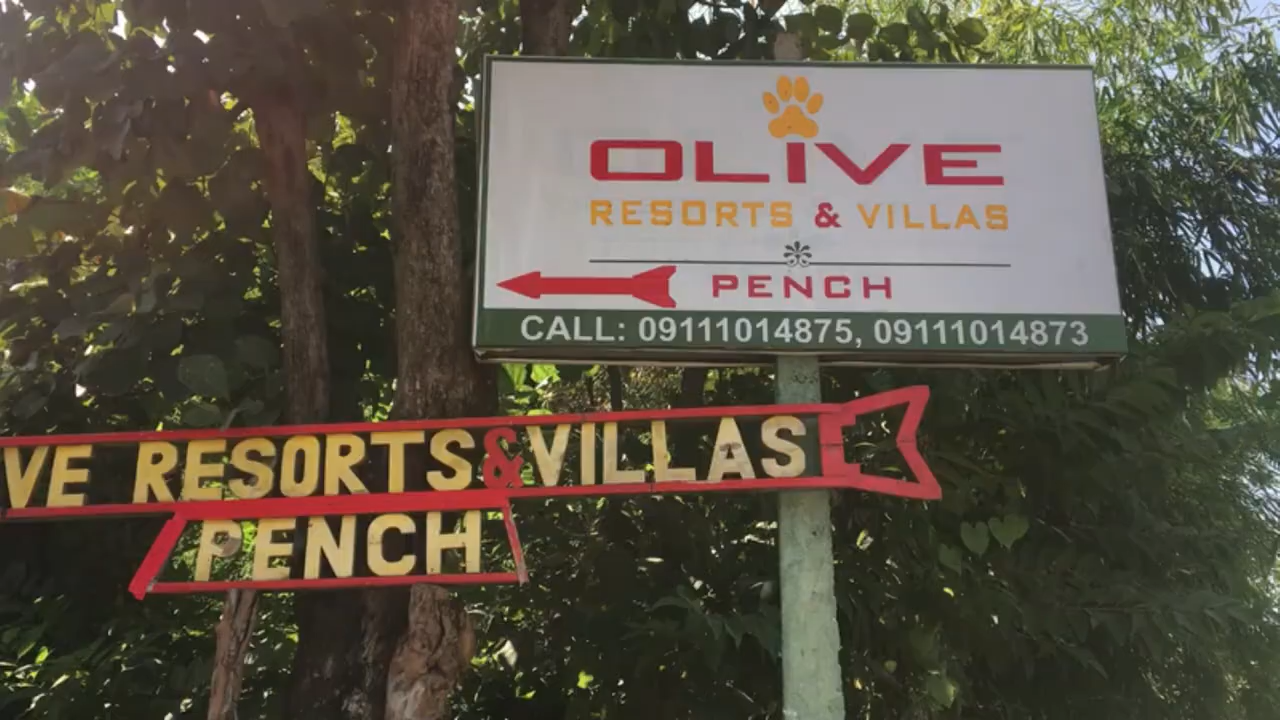 OLIVE
RESORTS & VILLAS
PENCH
CALL: 09111014875, 09111014873
VE RESORTS & VILLAS
PENCH